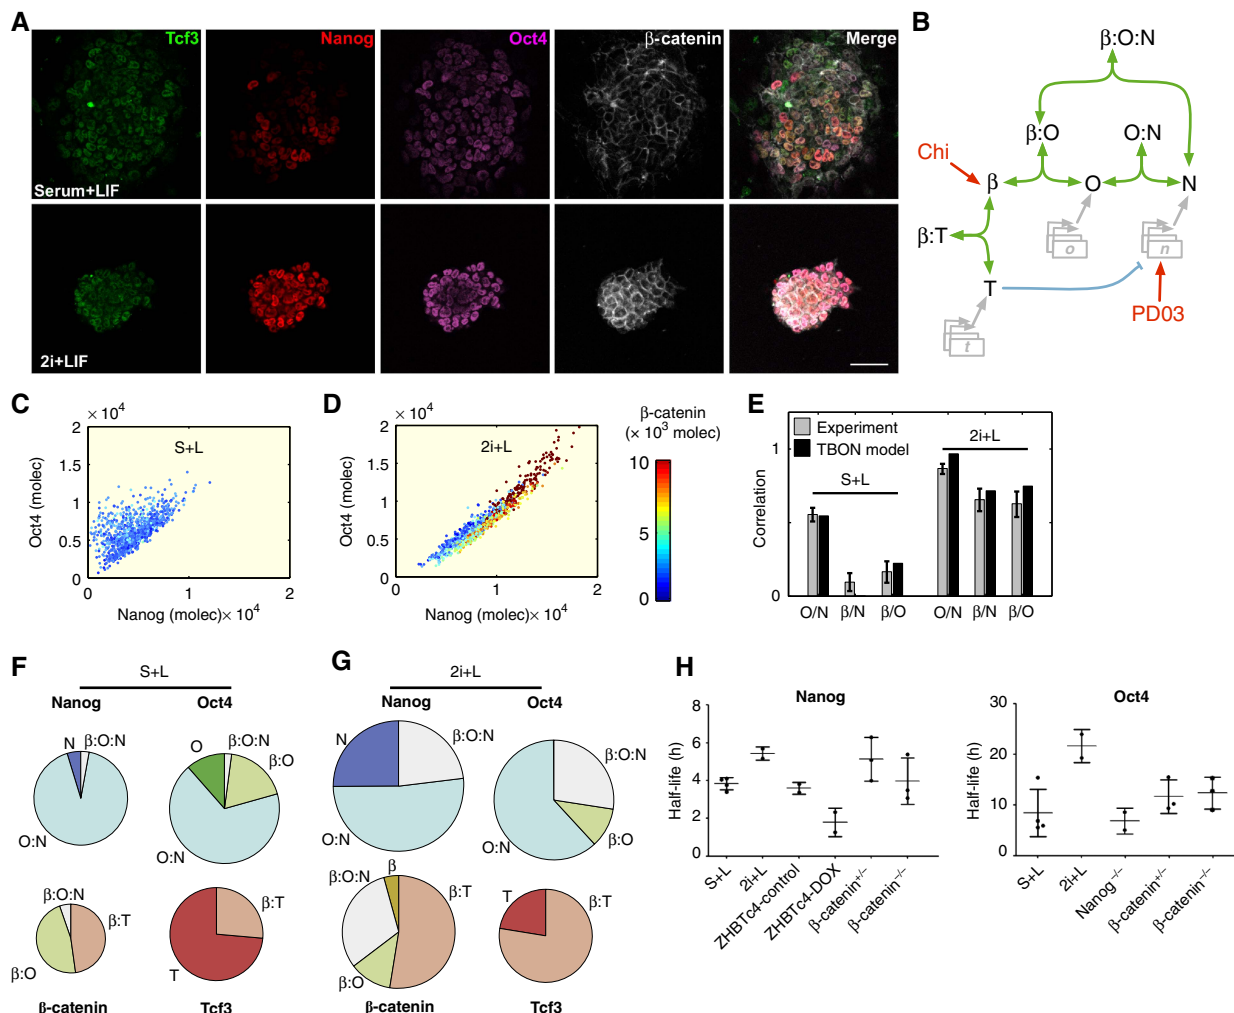 A
Tcf3
Nanog
Oct4
β-catenin
Merge
Serum+LIF
2i+LIF
B
β:O:N
β:O
O:N
Chi
β
O
N
β:T
o
n
T
PD03
t
C
× 10⁴
S+L
2
1.5
1
0.5
0
Oct4 (molec)
0
1
2
Nanog (molec)× 10⁴
D
× 10⁴
2i+L
2
1.5
1
0.5
0
Oct4 (molec)
0
1
2
Nanog (molec)× 10⁴
β-catenin
(× 10³ molec)
10
5
0
E
Experiment
TBON model
2i+L
S+L
1
0
Correlation
O/N
β/N
β/O
O/N
β/N
β/O
F
S+L
Nanog
Oct4
N
β:O:N
O:N
O
β:O:N
β:O
O:N
β:O:N
β:T
β:O
β:T
T
β-catenin
Tcf3
G
2i+L
Nanog
Oct4
N
β:O:N
O:N
β:O:N
β:O
O:N
β:O:N
β
β:T
β:O
T
β:T
β-catenin
Tcf3
H
Nanog
8
6
4
2
0
Half-life (h)
S+L
2i+L
ZHBTc4-control
ZHBTc4-DOX
β-catenin⁺/⁻
β-catenin⁻/⁻
Oct4
30
20
10
0
Half-life (h)
S+L
2i+L
Nanog⁻/⁻
β-catenin⁺/⁻
β-catenin⁻/⁻